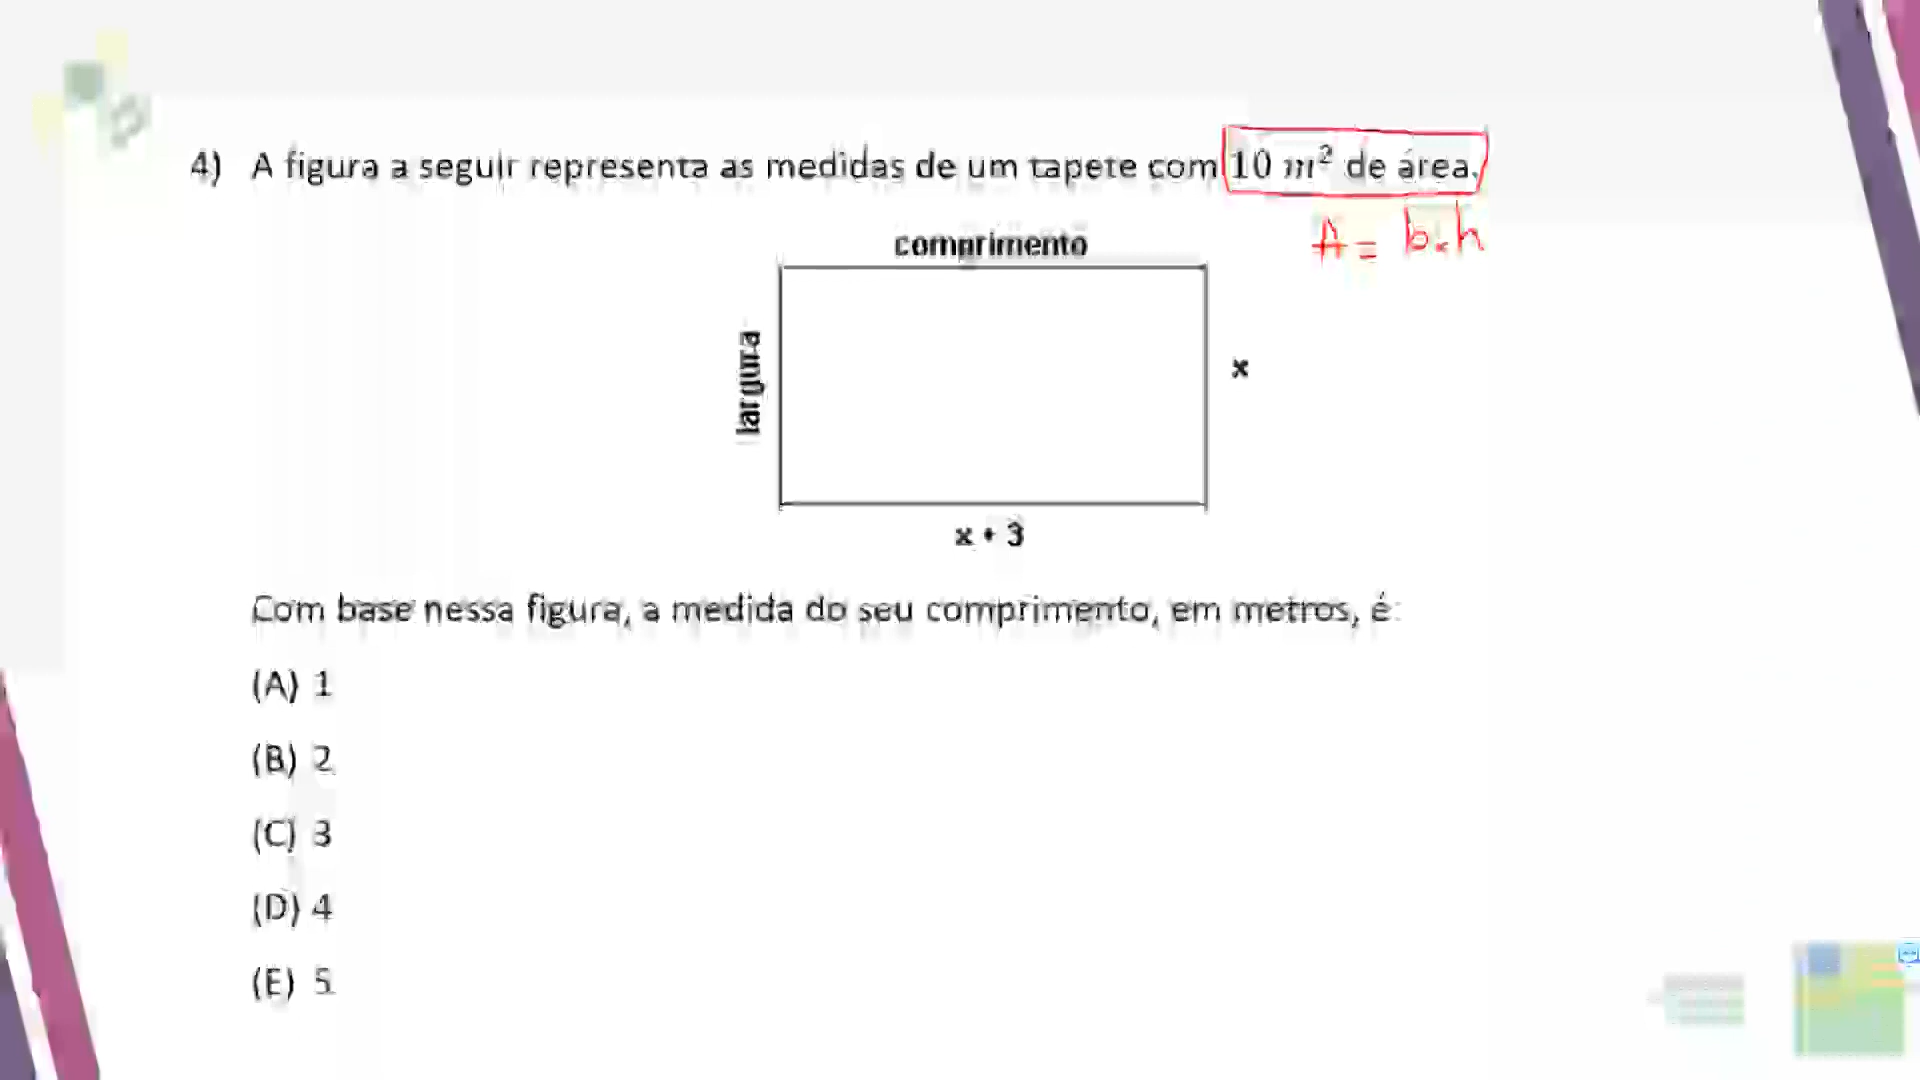 4) A figura a seguir representa as medidas de um tapete com 10 m² de área.
A = b.h
comprimento
largura
x
x + 3
Com base nessa figura, a medida do seu comprimento, em metros, é:
(A) 1
(B) 2
(C) 3
(D) 4
(E) 5